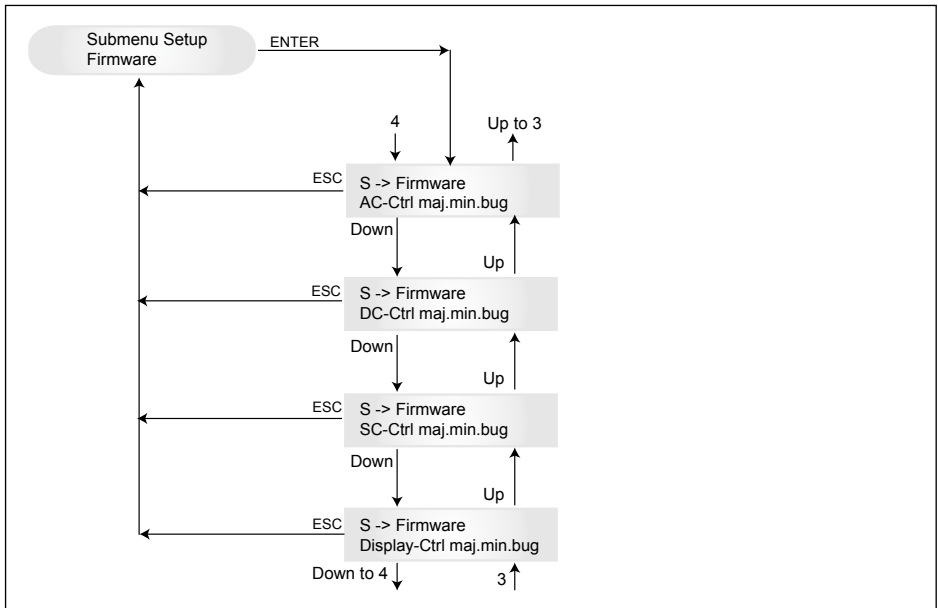 Submenu Setup
Firmware
ENTER
4
Up to 3
ESC
S -> Firmware
AC-Ctrl maj.min.bug
Down
Up
ESC
S -> Firmware
DC-Ctrl maj.min.bug
Down
Up
ESC
S -> Firmware
SC-Ctrl maj.min.bug
Down
Up
ESC
S -> Firmware
Display-Ctrl maj.min.bug
Down to 4
3